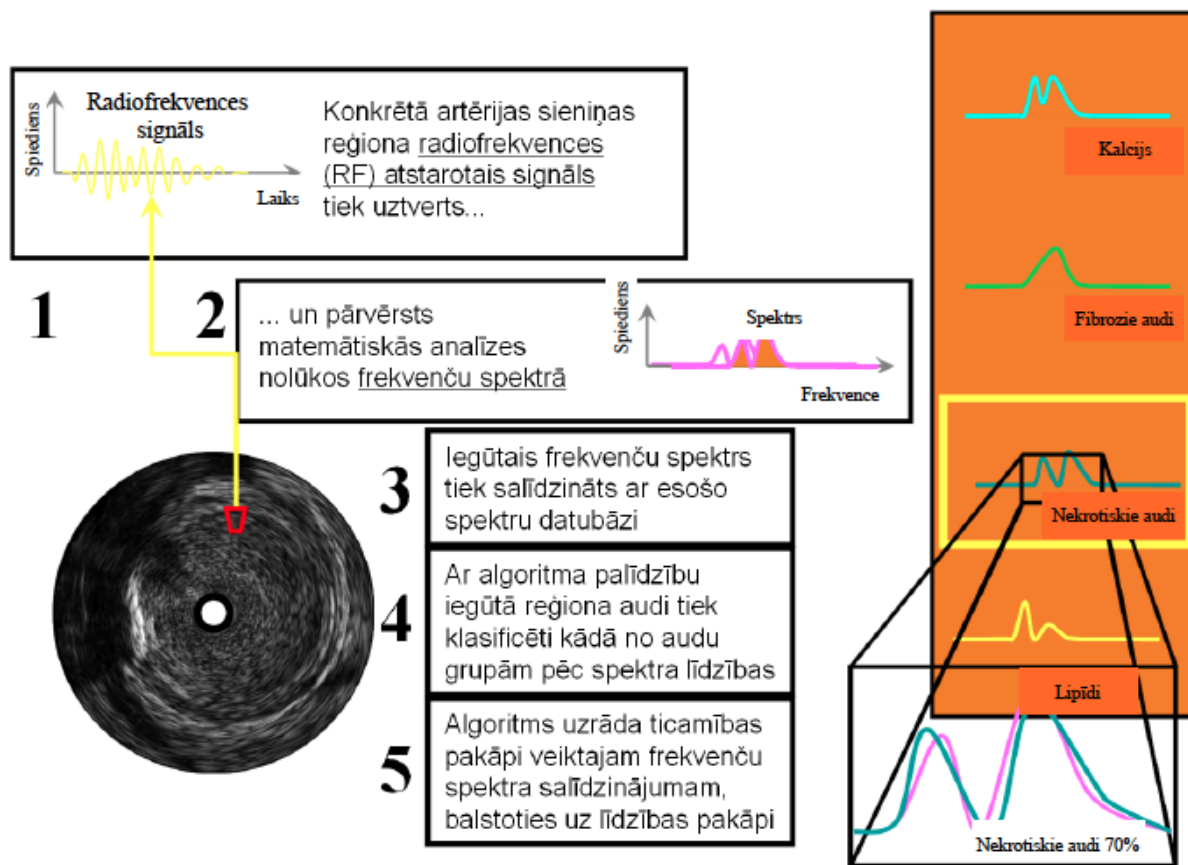 Radiofrekvences
signāls
Spiediens
Laiks
Konkrētā artērijas sieniņas
reģiona radiofrekvences
(RF) atstarotais signāls
tiek uztverts...
1
2
... un pārvērsts
matemātiskās analīzes
nolūkos frekvenču spektrā
Spiediens
Spektrs
Frekvence
3
Iegūtais frekvenču spektrs
tiek salīdzināts ar esošo
spektru datubāzi
4
Ar algoritma palīdzību
iegūtā reģiona audi tiek
klasificēti kādā no audu
grupām pēc spektra līdzības
5
Algoritms uzrāda ticamības
pakāpi veiktajam frekvenču
spektra salīdzinājumam,
balstoties uz līdzības pakāpi
Kalcijs
Fibrozie audi
Nekrotiskie audi
Lipīdi
Nekrotiskie audi 70%